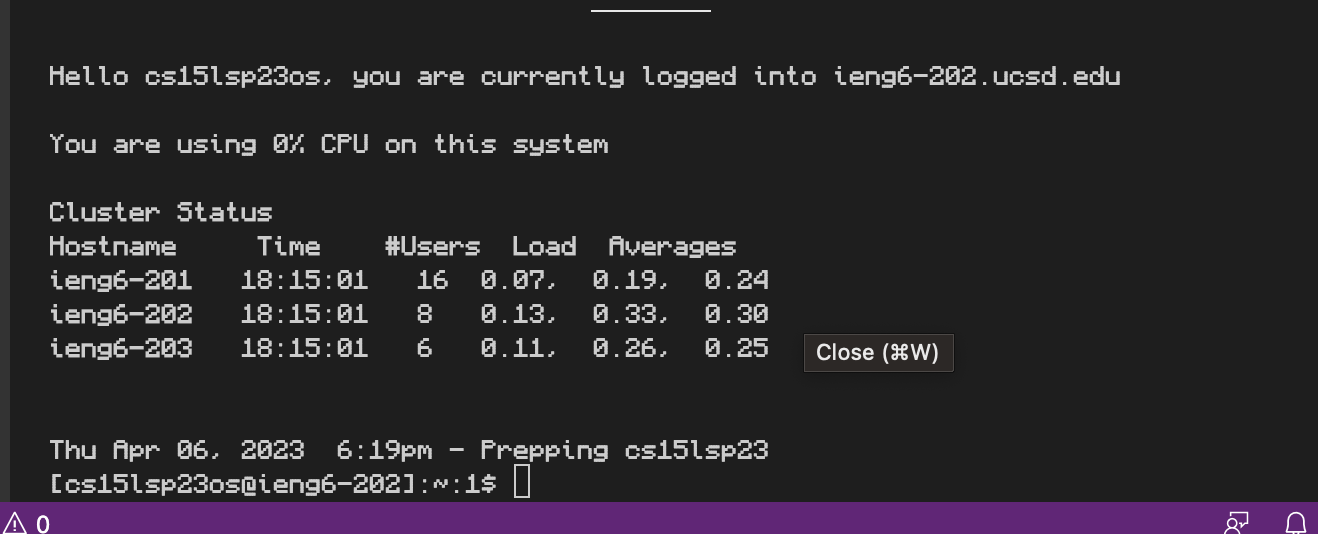 Hello cs15lsp23os, you are currently logged into ieng6-202.ucsd.edu
You are using 0% CPU on this system
Cluster Status
Hostname Time #Users Load Averages
ieng6-201 18:15:01 16 0.07, 0.19, 0.24
ieng6-202 18:15:01 8 0.13, 0.33, 0.30
ieng6-203 18:15:01 6 0.11, 0.26, 0.25
Close (⌘W)
Thu Apr 06, 2023 6:19pm - Prepping cs15lsp23
[cs15lsp23os@ieng6-202]:~:1$
0